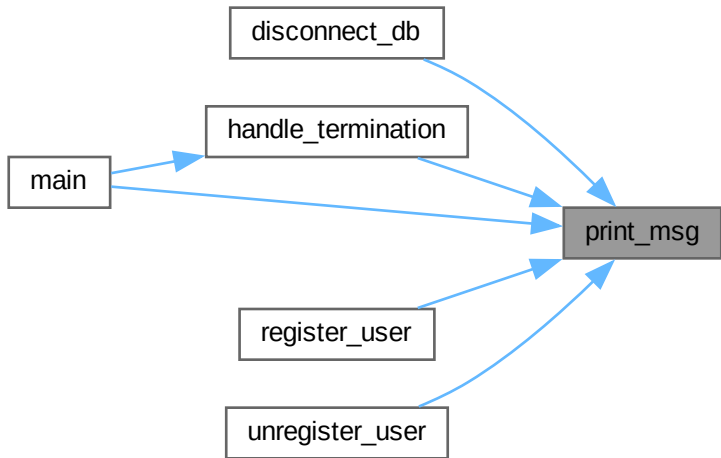 disconnect_db
handle_termination
main
print_msg
register_user
unregister_user